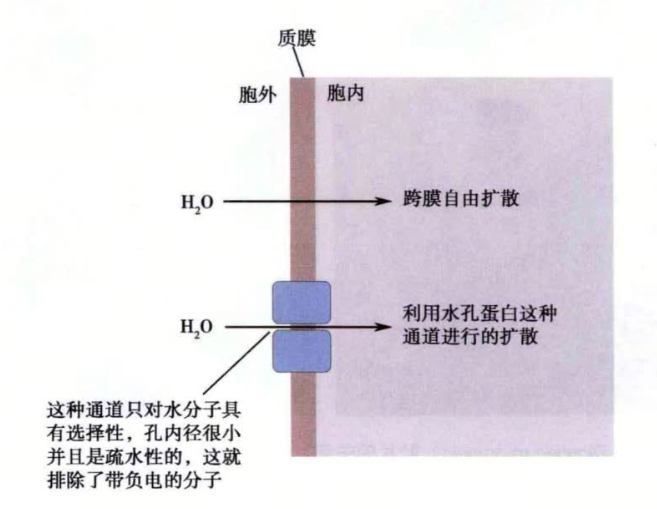 质膜
胞外
胞内
H₂O
跨膜自由扩散
H₂O
利用水孔蛋白这种
通道进行的扩散
这种通道只对水分子具
有选择性，孔内径很小
并且是疏水性的，这就
排除了带负电的分子